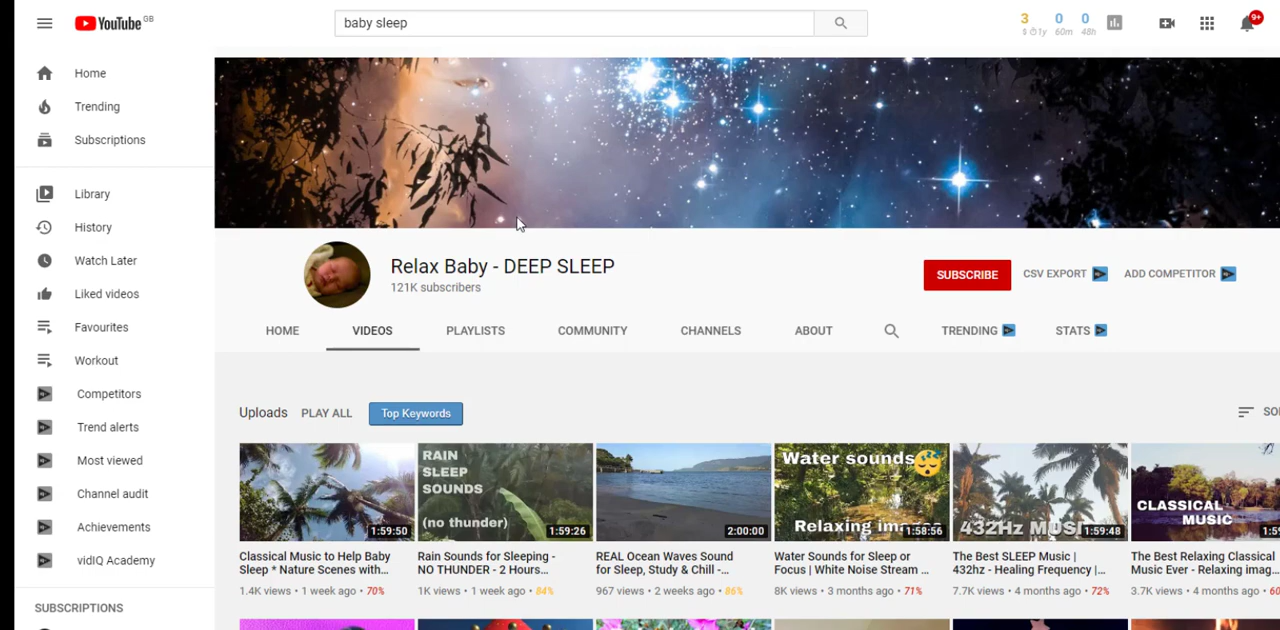 YouTube GB
baby sleep
3 0 0
1y 60m 48h
9+
Home
Trending
Subscriptions
Library
History
Watch Later
Liked videos
Favourites
Workout
Competitors
Trend alerts
Most viewed
Channel audit
Achievements
vidIQ Academy
SUBSCRIPTIONS
Relax Baby - DEEP SLEEP
121K subscribers
SUBSCRIBE
CSV EXPORT
ADD COMPETITOR
HOME VIDEOS PLAYLISTS COMMUNITY CHANNELS ABOUT TRENDING STATS
Uploads PLAY ALL Top Keywords
SO
1:59:50
Classical Music to Help Baby
Sleep * Nature Scenes with...
1.4K views • 1 week ago • 70%
RAIN
SLEEP
SOUNDS
(no thunder)
1:59:26
Rain Sounds for Sleeping -
NO THUNDER - 2 Hours...
1K views • 1 week ago • 84%
2:00:00
REAL Ocean Waves Sound
for Sleep, Study & Chill -...
967 views • 2 weeks ago • 86%
Water sounds
Relaxing im
1:58:56
Water Sounds for Sleep or
Focus | White Noise Stream ...
8K views • 3 months ago • 71%
432Hz MUSI
1:59:48
The Best SLEEP Music |
432hz - Healing Frequency |...
7.7K views • 4 months ago • 72%
CLASSICAL
MUSIC
1:59
The Best Relaxing Classical
Music Ever - Relaxing imag...
3.7K views • 4 months ago • 60